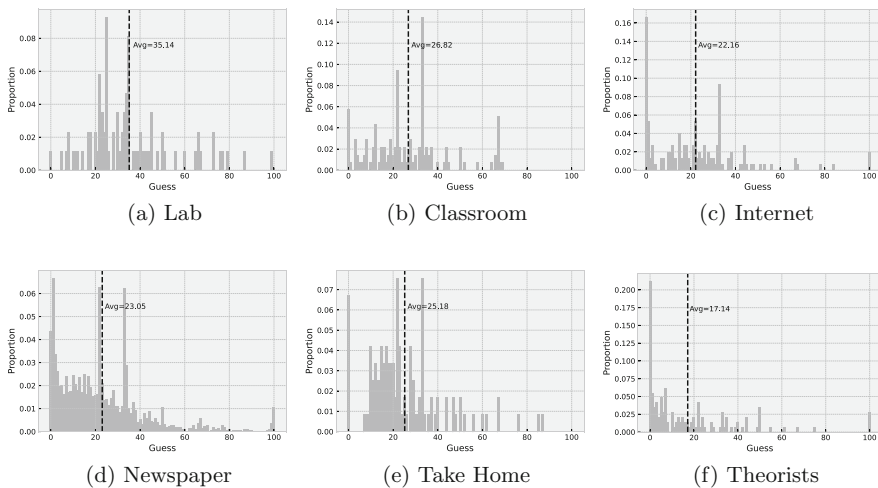 Avg=35.14
Proportion
0.08
0.06
0.04
0.02
0.00
0 20 40 60 80 100
Guess
(a) Lab
Avg=26.82
Proportion
0.14
0.12
0.10
0.08
0.06
0.04
0.02
0.00
0 20 40 60 80 100
Guess
(b) Classroom
Avg=22.16
Proportion
0.16
0.14
0.12
0.10
0.08
0.06
0.04
0.02
0.00
0 20 40 60 80 100
Guess
(c) Internet
Avg=23.05
Proportion
0.06
0.05
0.04
0.03
0.02
0.01
0.00
0 20 40 60 80 100
Guess
(d) Newspaper
Avg=25.18
Proportion
0.07
0.06
0.05
0.04
0.03
0.02
0.01
0.00
0 20 40 60 80 100
Guess
(e) Take Home
Avg=17.14
Proportion
0.200
0.175
0.150
0.125
0.100
0.075
0.050
0.025
0.000
0 20 40 60 80 100
Guess
(f) Theorists